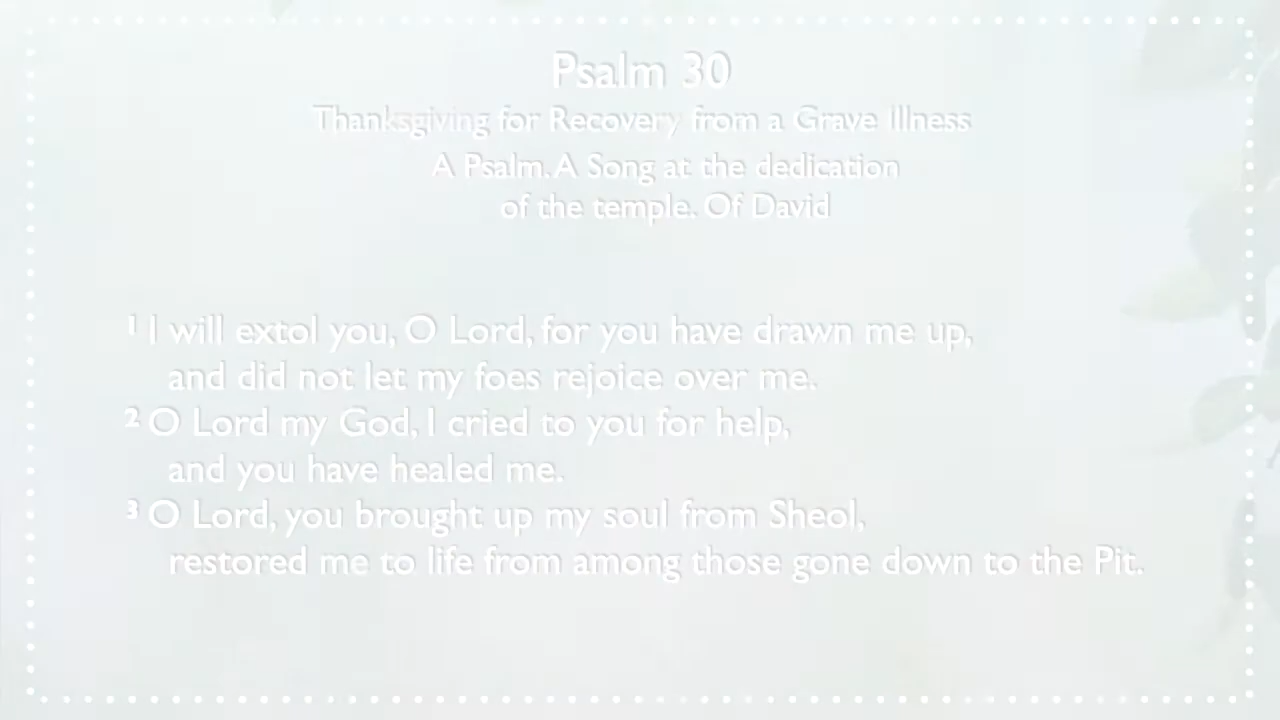 Psalm 30
Thanksgiving for Recovery from a Grave Illness
A Psalm. A Song at the dedication
of the temple. Of David
1 I will extol you, O Lord, for you have drawn me up,
and did not let my foes rejoice over me.
2 O Lord my God, I cried to you for help,
and you have healed me.
3 O Lord, you brought up my soul from Sheol,
restored me to life from among those gone down to the Pit.